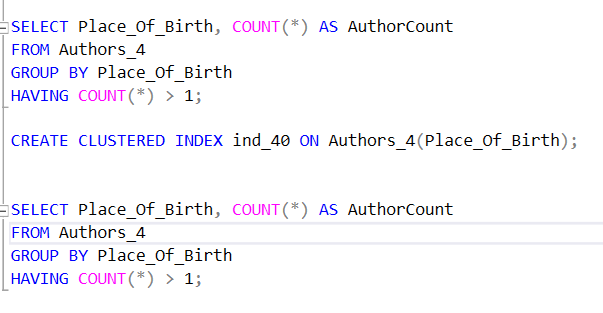 SELECT Place_Of_Birth, COUNT(*) AS AuthorCount
FROM Authors_4
GROUP BY Place_Of_Birth
HAVING COUNT(*) > 1;
CREATE CLUSTERED INDEX ind_40 ON Authors_4(Place_Of_Birth);
SELECT Place_Of_Birth, COUNT(*) AS AuthorCount
FROM Authors_4
GROUP BY Place_Of_Birth
HAVING COUNT(*) > 1;